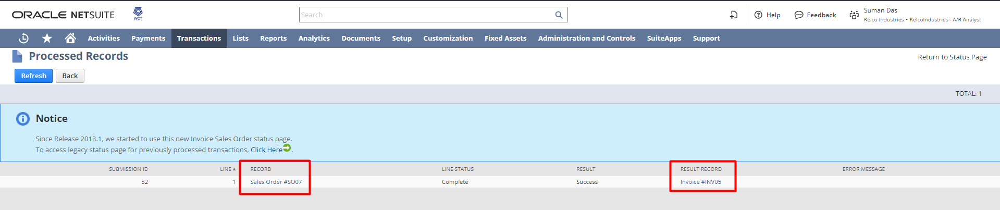 ORACLE NETSUITE
WCT
Search
Help
Feedback
Suman Das
Kelco Industries - KelcoIndustries - A/R Analyst
Activities Payments Transactions Lists Reports Analytics Documents Setup Customization Fixed Assets Administration and Controls SuiteApps Support
Processed Records
Return to Status Page
Refresh Back
TOTAL: 1
Notice
Since Release 2013.1, we started to use this new Invoice Sales Order status page.
To access legacy status page for previously processed transactions, Click Here.
SUBMISSION ID LINE RECORD LINE STATUS RESULT RESULT RECORD ERROR MESSAGE
32 1 Sales Order #SO07 Complete Success Invoice #INV05